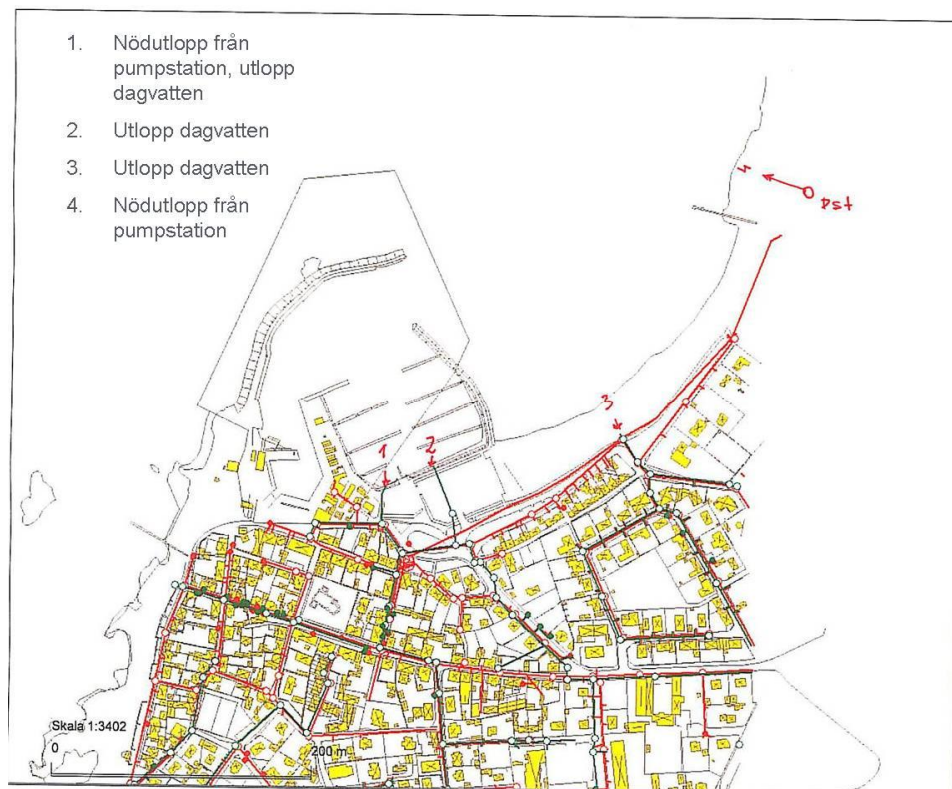 1. Nödutlopp från
pumpstation, utlopp
dagvatten
2. Utlopp dagvatten
3. Utlopp dagvatten
4. Nödutlopp från
pumpstation
4
pst
3
1
2
Skala 1:3402
0
200 m